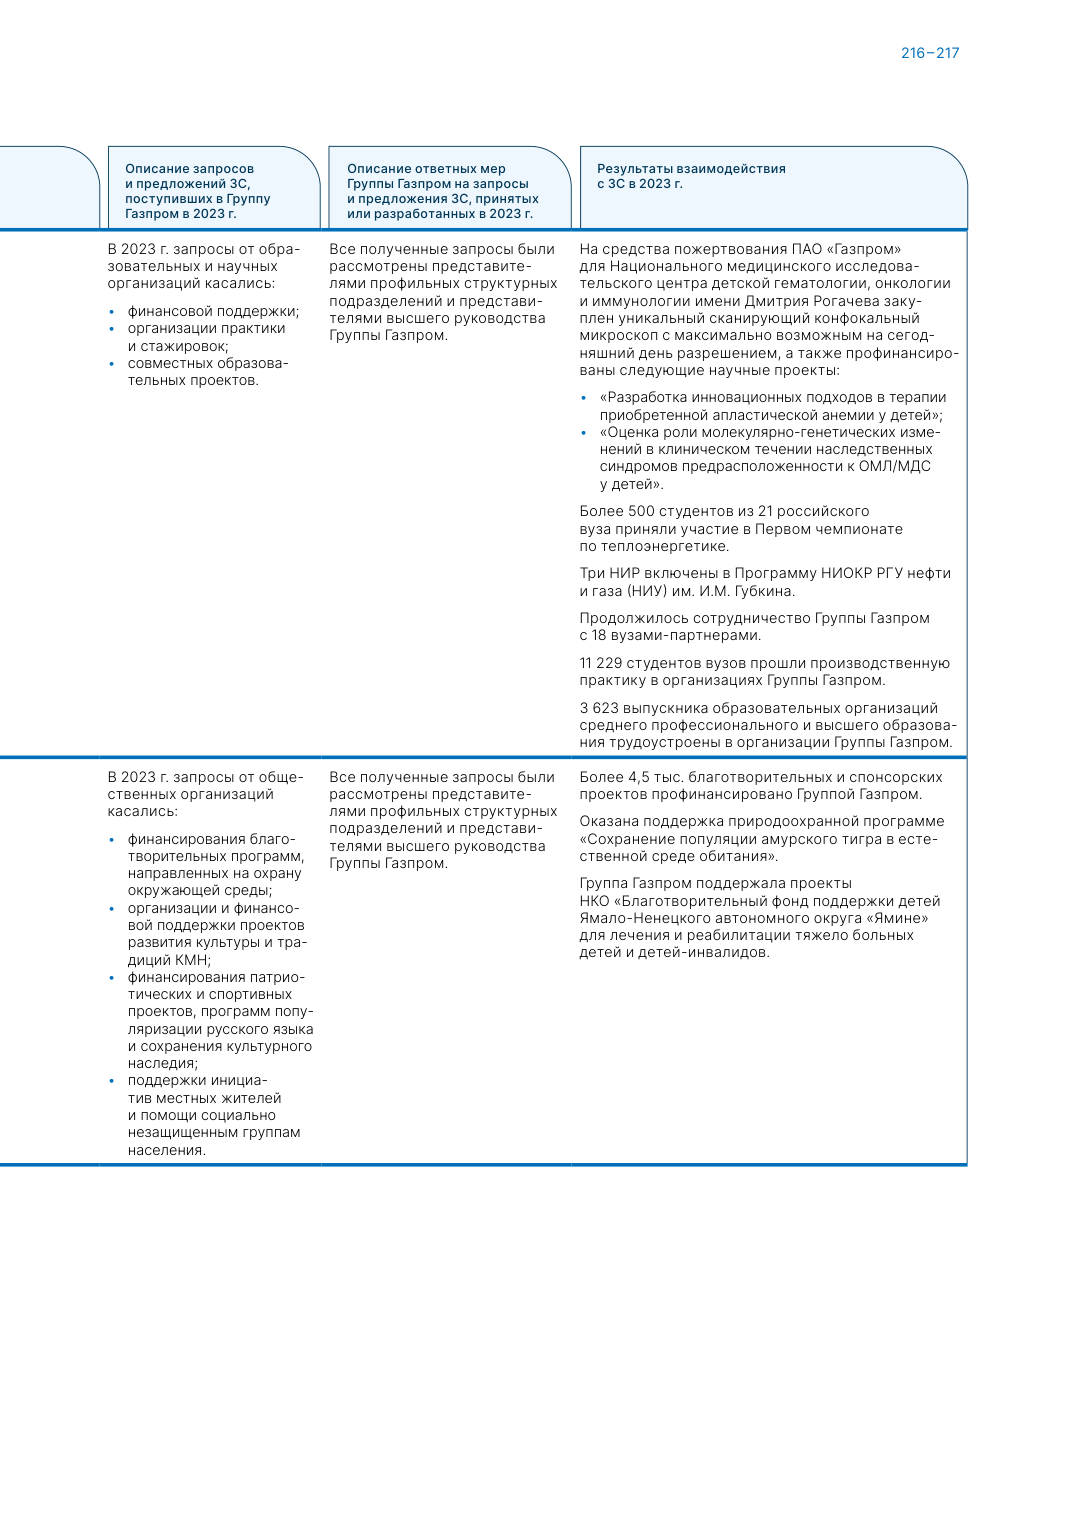 216–217
Описание запросов
и предложений ЗС,
поступивших в Группу
Газпром в 2023 г.
Описание ответных мер
Группы Газпром на запросы
и предложения ЗС, принятых
или разработанных в 2023 г.
Результаты взаимодействия
с ЗС в 2023 г.
В 2023 г. запросы от обра-
зовательных и научных
организаций касались:
• финансовой поддержки;
• организации практики
и стажировок;
• совместных образова-
тельных проектов.
Все полученные запросы были
рассмотрены представите-
лями профильных структурных
подразделений и представи-
телями высшего руководства
Группы Газпром.
На средства пожертвования ПАО «Газпром»
для Национального медицинского исследова-
тельского центра детской гематологии, онкологии
и иммунологии имени Дмитрия Рогачева заку-
плен уникальный сканирующий конфокальный
микроскоп с максимально возможным на сегод-
няшний день разрешением, а также профинансиро-
ваны следующие научные проекты:
• «Разработка инновационных подходов в терапии
приобретенной апластической анемии у детей»;
• «Оценка роли молекулярно-генетических изме-
нений в клиническом течении наследственных
синдромов предрасположенности к ОМЛ/МДС
у детей».
Более 500 студентов из 21 российского
вуза приняли участие в Первом чемпионате
по теплоэнергетике.
Три НИР включены в Программу НИОКР РГУ нефти
и газа (НИУ) им. И.М. Губкина.
Продолжилось сотрудничество Группы Газпром
с 18 вузами-партнерами.
11 229 студентов вузов прошли производственную
практику в организациях Группы Газпром.
3 623 выпускника образовательных организаций
среднего профессионального и высшего образова-
ния трудоустроены в организации Группы Газпром.
В 2023 г. запросы от обще-
ственных организаций
касались:
• финансирования благо-
творительных программ,
направленных на охрану
окружающей среды;
• организации и финансо-
вой поддержки проектов
развития культуры и тра-
диций КМН;
• финансирования патрио-
тических и спортивных
проектов, программ попу-
ляризации русского языка
и сохранения культурного
наследия;
• поддержки инициа-
тив местных жителей
и помощи социально
незащищенным группам
населения.
Все полученные запросы были
рассмотрены представите-
лями профильных структурных
подразделений и представи-
телями высшего руководства
Группы Газпром.
Более 4,5 тыс. благотворительных и спонсорских
проектов профинансировано Группой Газпром.
Оказана поддержка природоохранной программе
«Сохранение популяции амурского тигра в есте-
ственной среде обитания».
Группа Газпром поддержала проекты
НКО «Благотворительный фонд поддержки детей
Ямало-Ненецкого автономного округа «Ямине»
для лечения и реабилитации тяжело больных
детей и детей-инвалидов.